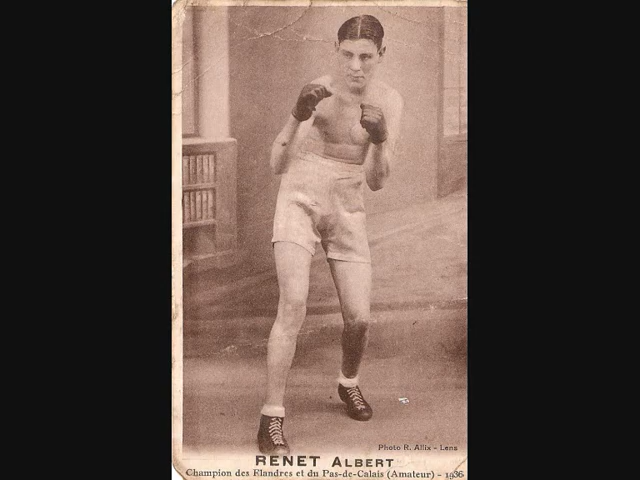 Photo R. Allix - Lens
RENET ALBERT
Champion des Flandres et du Pas-de-Calais (Amateur) - 1936